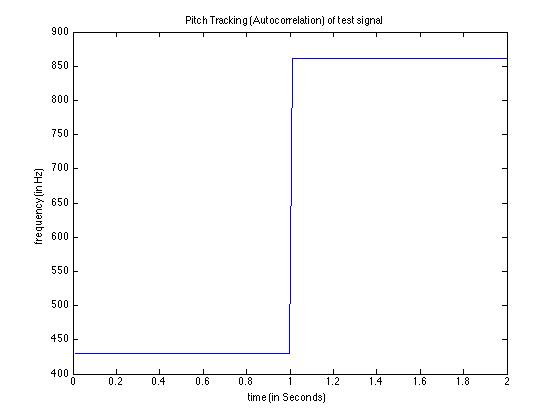 Pitch Tracking (Autocorrelation) of test signal
900
850
800
750
700
650
600
550
500
450
400
frequency (in Hz)
0 0.2 0.4 0.6 0.8 1 1.2 1.4 1.6 1.8 2
time (in Seconds)